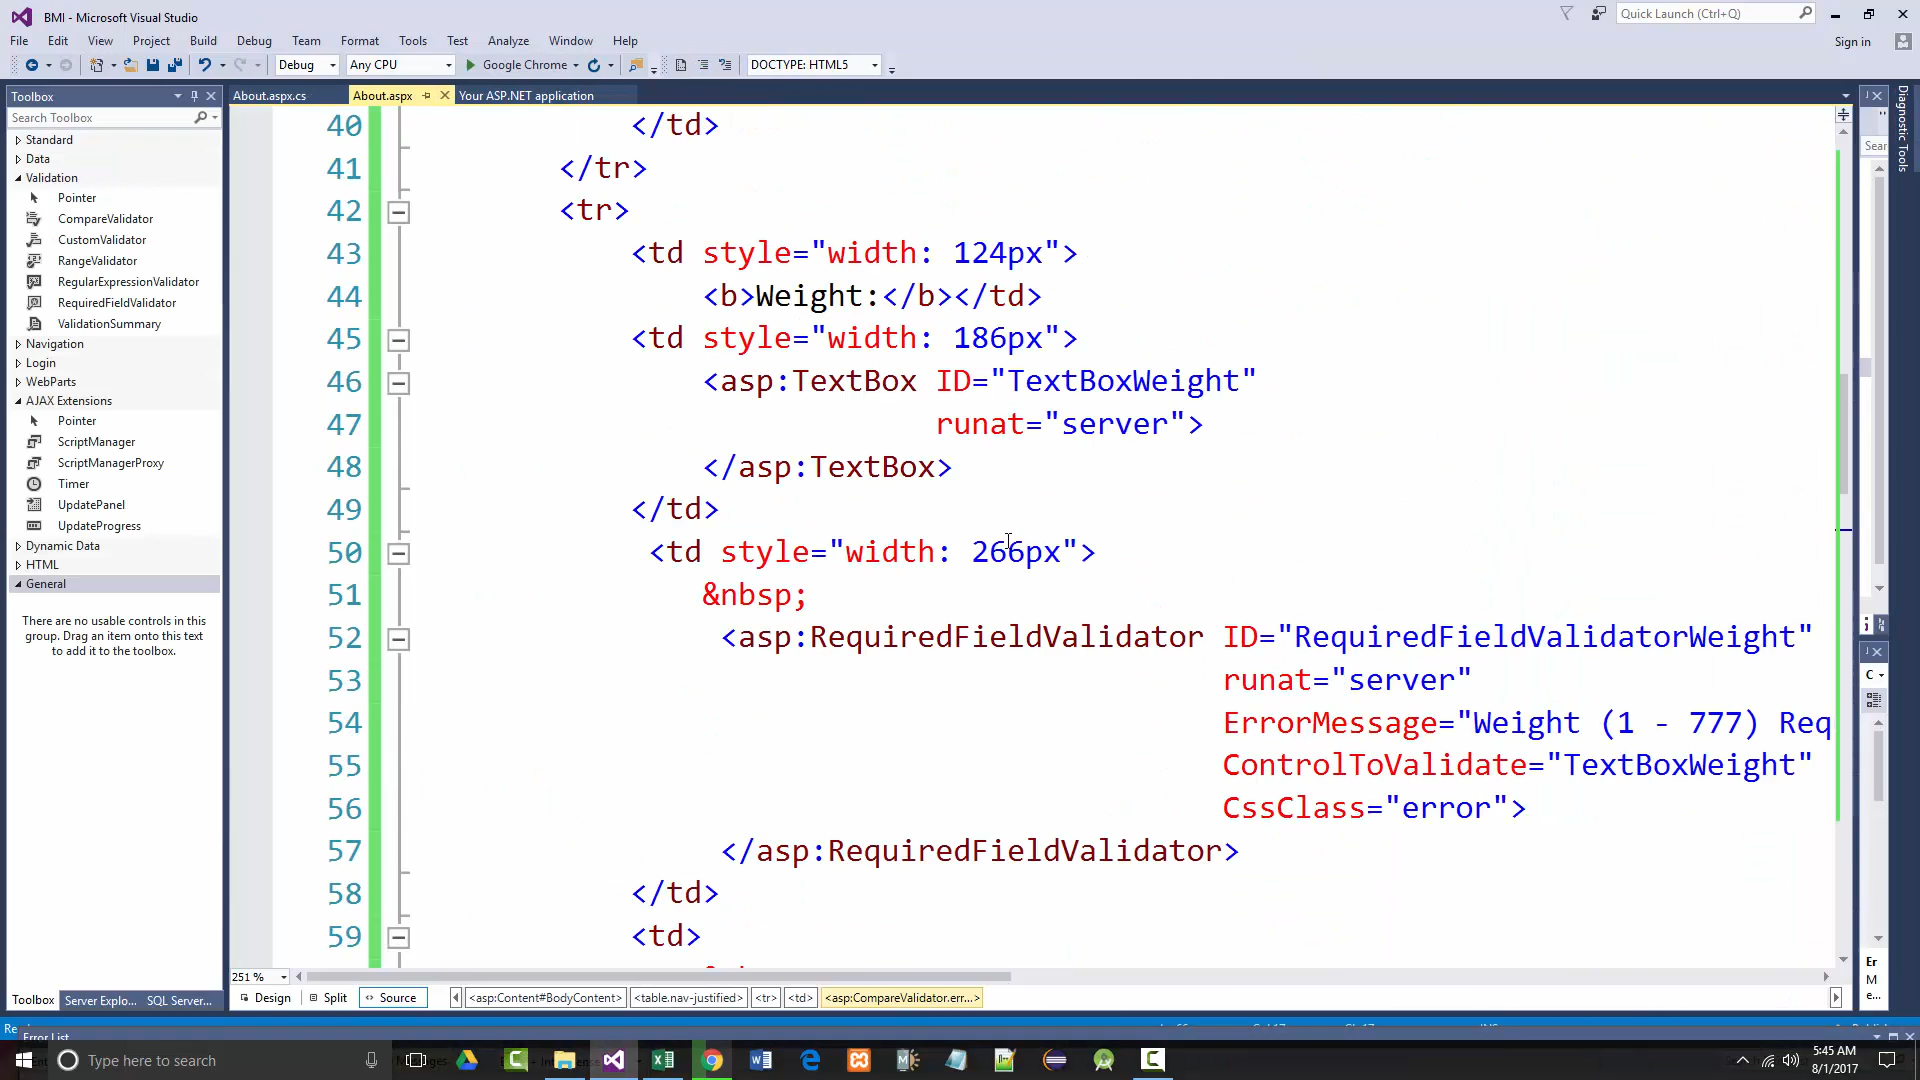 BMI - Microsoft Visual Studio
Quick Launch (Ctrl+Q)
File Edit View Project Build Debug Team Format Tools Test Analyze Window Help
Sign in
Debug Any CPU Google Chrome DOCTYPE: HTML5
Toolbox
About.aspx.cs About.aspx Your ASP.NET application
Search Toolbox
Standard
Data
Validation
Pointer
CompareValidator
CustomValidator
RangeValidator
RegularExpressionValidator
RequiredFieldValidator
ValidationSummary
Navigation
Login
WebParts
AJAX Extensions
Pointer
ScriptManager
ScriptManagerProxy
Timer
UpdatePanel
UpdateProgress
Dynamic Data
HTML
General
There are no usable controls in this
group. Drag an item onto this text
to add it to the toolbox.
Toolbox Server Explo... SQL Server...
40 </td>
41 </tr>
42 <tr>
43 <td style="width: 124px">
44 <b>Weight:</b></td>
45 <td style="width: 186px">
46 <asp:TextBox ID="TextBoxWeight"
47 runat="server">
48 </asp:TextBox>
49 </td>
50 <td style="width: 266px">
51 &nbsp;
52 <asp:RequiredFieldValidator ID="RequiredFieldValidatorWeight"
53 runat="server"
54 ErrorMessage="Weight (1 - 777) Req
55 ControlToValidate="TextBoxWeight"
56 CssClass="error">
57 </asp:RequiredFieldValidator>
58 </td>
59 <td>
251 %
Design Split Source <asp:Content#BodyContent> <table.nav-justified> <tr> <td> <asp:CompareValidator.err...>
Diagnostic Tools
Sear
C
Er
M
e...
Re
Error List
Type here to search
5:45 AM
8/1/2017